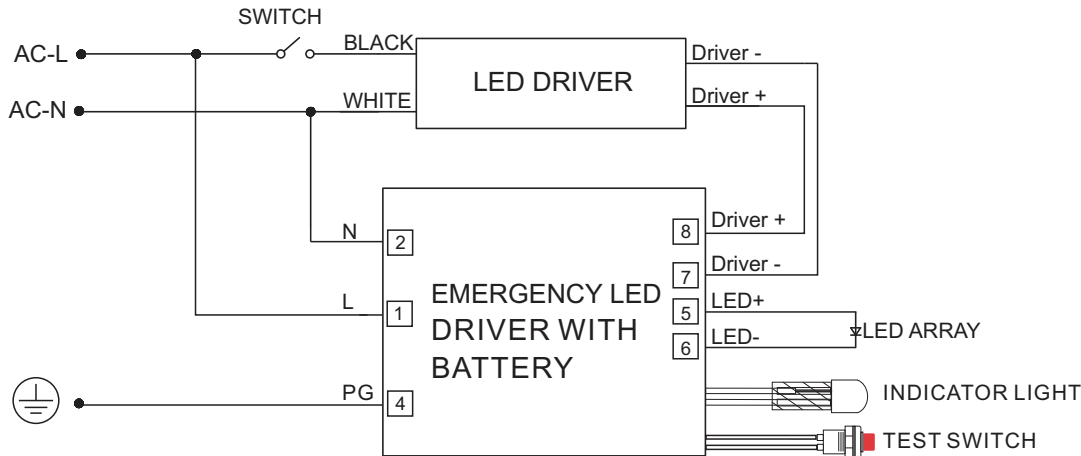 SWITCH
AC-L
BLACK
LED DRIVER
Driver -
AC-N
WHITE
Driver +
N
2
8
Driver +
7
Driver -
L
1
EMERGENCY LED
DRIVER WITH
BATTERY
5
LED+
6
LED-
LED ARRAY
PG
4
INDICATOR LIGHT
TEST SWITCH